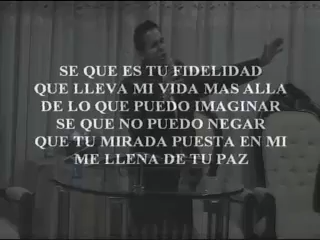 SE QUE ES TU FIDELIDAD
QUE LLEVA MI VIDA MAS ALLA
DE LO QUE PUEDO IMAGINAR
SE QUE NO PUEDO NEGAR
QUE TU MIRADA PUESTA EN MI
ME LLENA DE TU PAZ